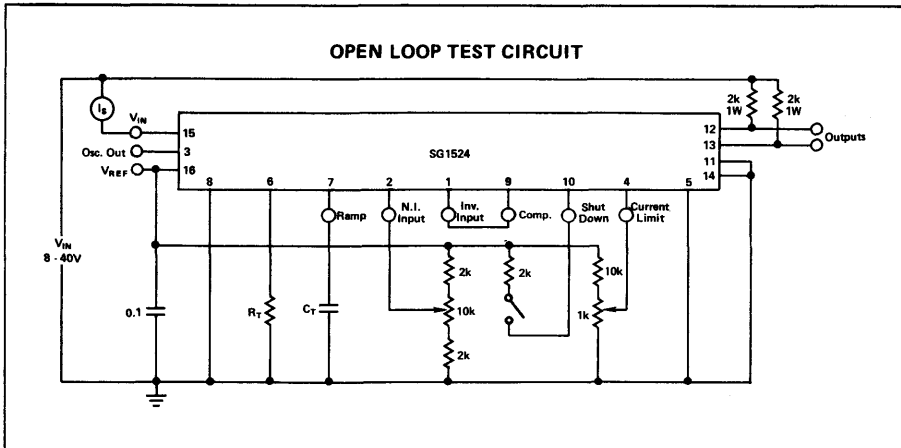 OPEN LOOP TEST CIRCUIT
2k
1W
2k
1W
Is
VIN
15
Osc. Out
3
VREF
16
SG1524
12
13
Outputs
11
14
8
6
7
2
1
9
10
4
5
Ramp
N.I.
Input
Inv.
Input
Comp.
Shut
Down
Current
Limit
VIN
8 - 40V
2k
2k
10k
0.1
RT
CT
10k
1k
2k